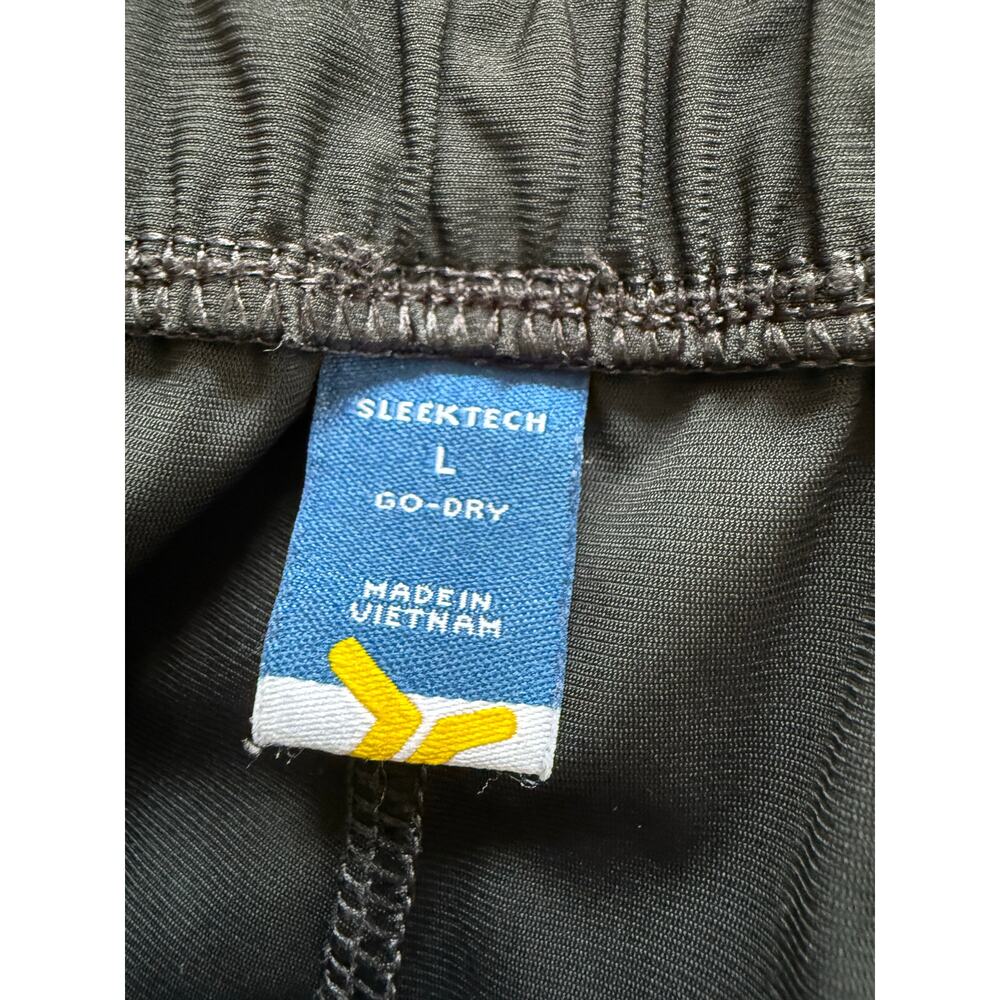 SLEEKTECH
L
GO-DRY
MADE IN
VIETNAM